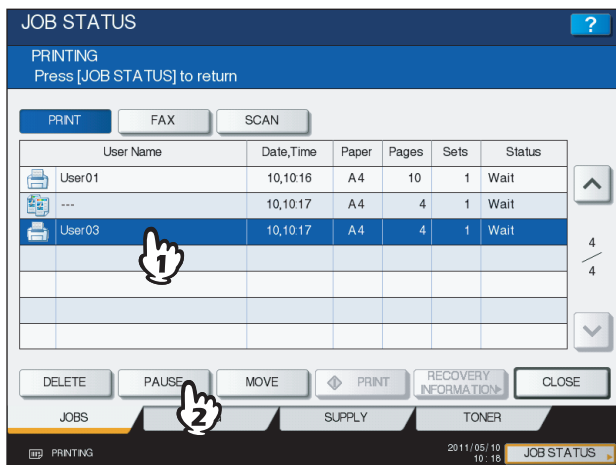 JOB STATUS
?
PRINTING
Press [JOB STATUS] to return
PRINT FAX SCAN
User Name Date,Time Paper Pages Sets Status
User01 10,10:16 A4 10 1 Wait
--- 10,10:17 A4 4 1 Wait
User03 10,10:17 A4 4 1 Wait
1
4
4
DELETE PAUSE MOVE PRINT RECOVERY INFORMATION CLOSE
2
JOBS SUPPLY TONER
PRINTING 2011/05/10
10:18 JOB STATUS